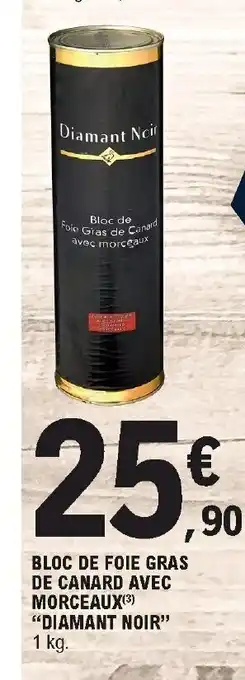 Diamant Noir
Bloc de
Foie Gras de Canard
avec morceaux
25€,90
BLOC DE FOIE GRAS
DE CANARD AVEC
MORCEAUX(3)
“DIAMANT NOIR”
1 kg.